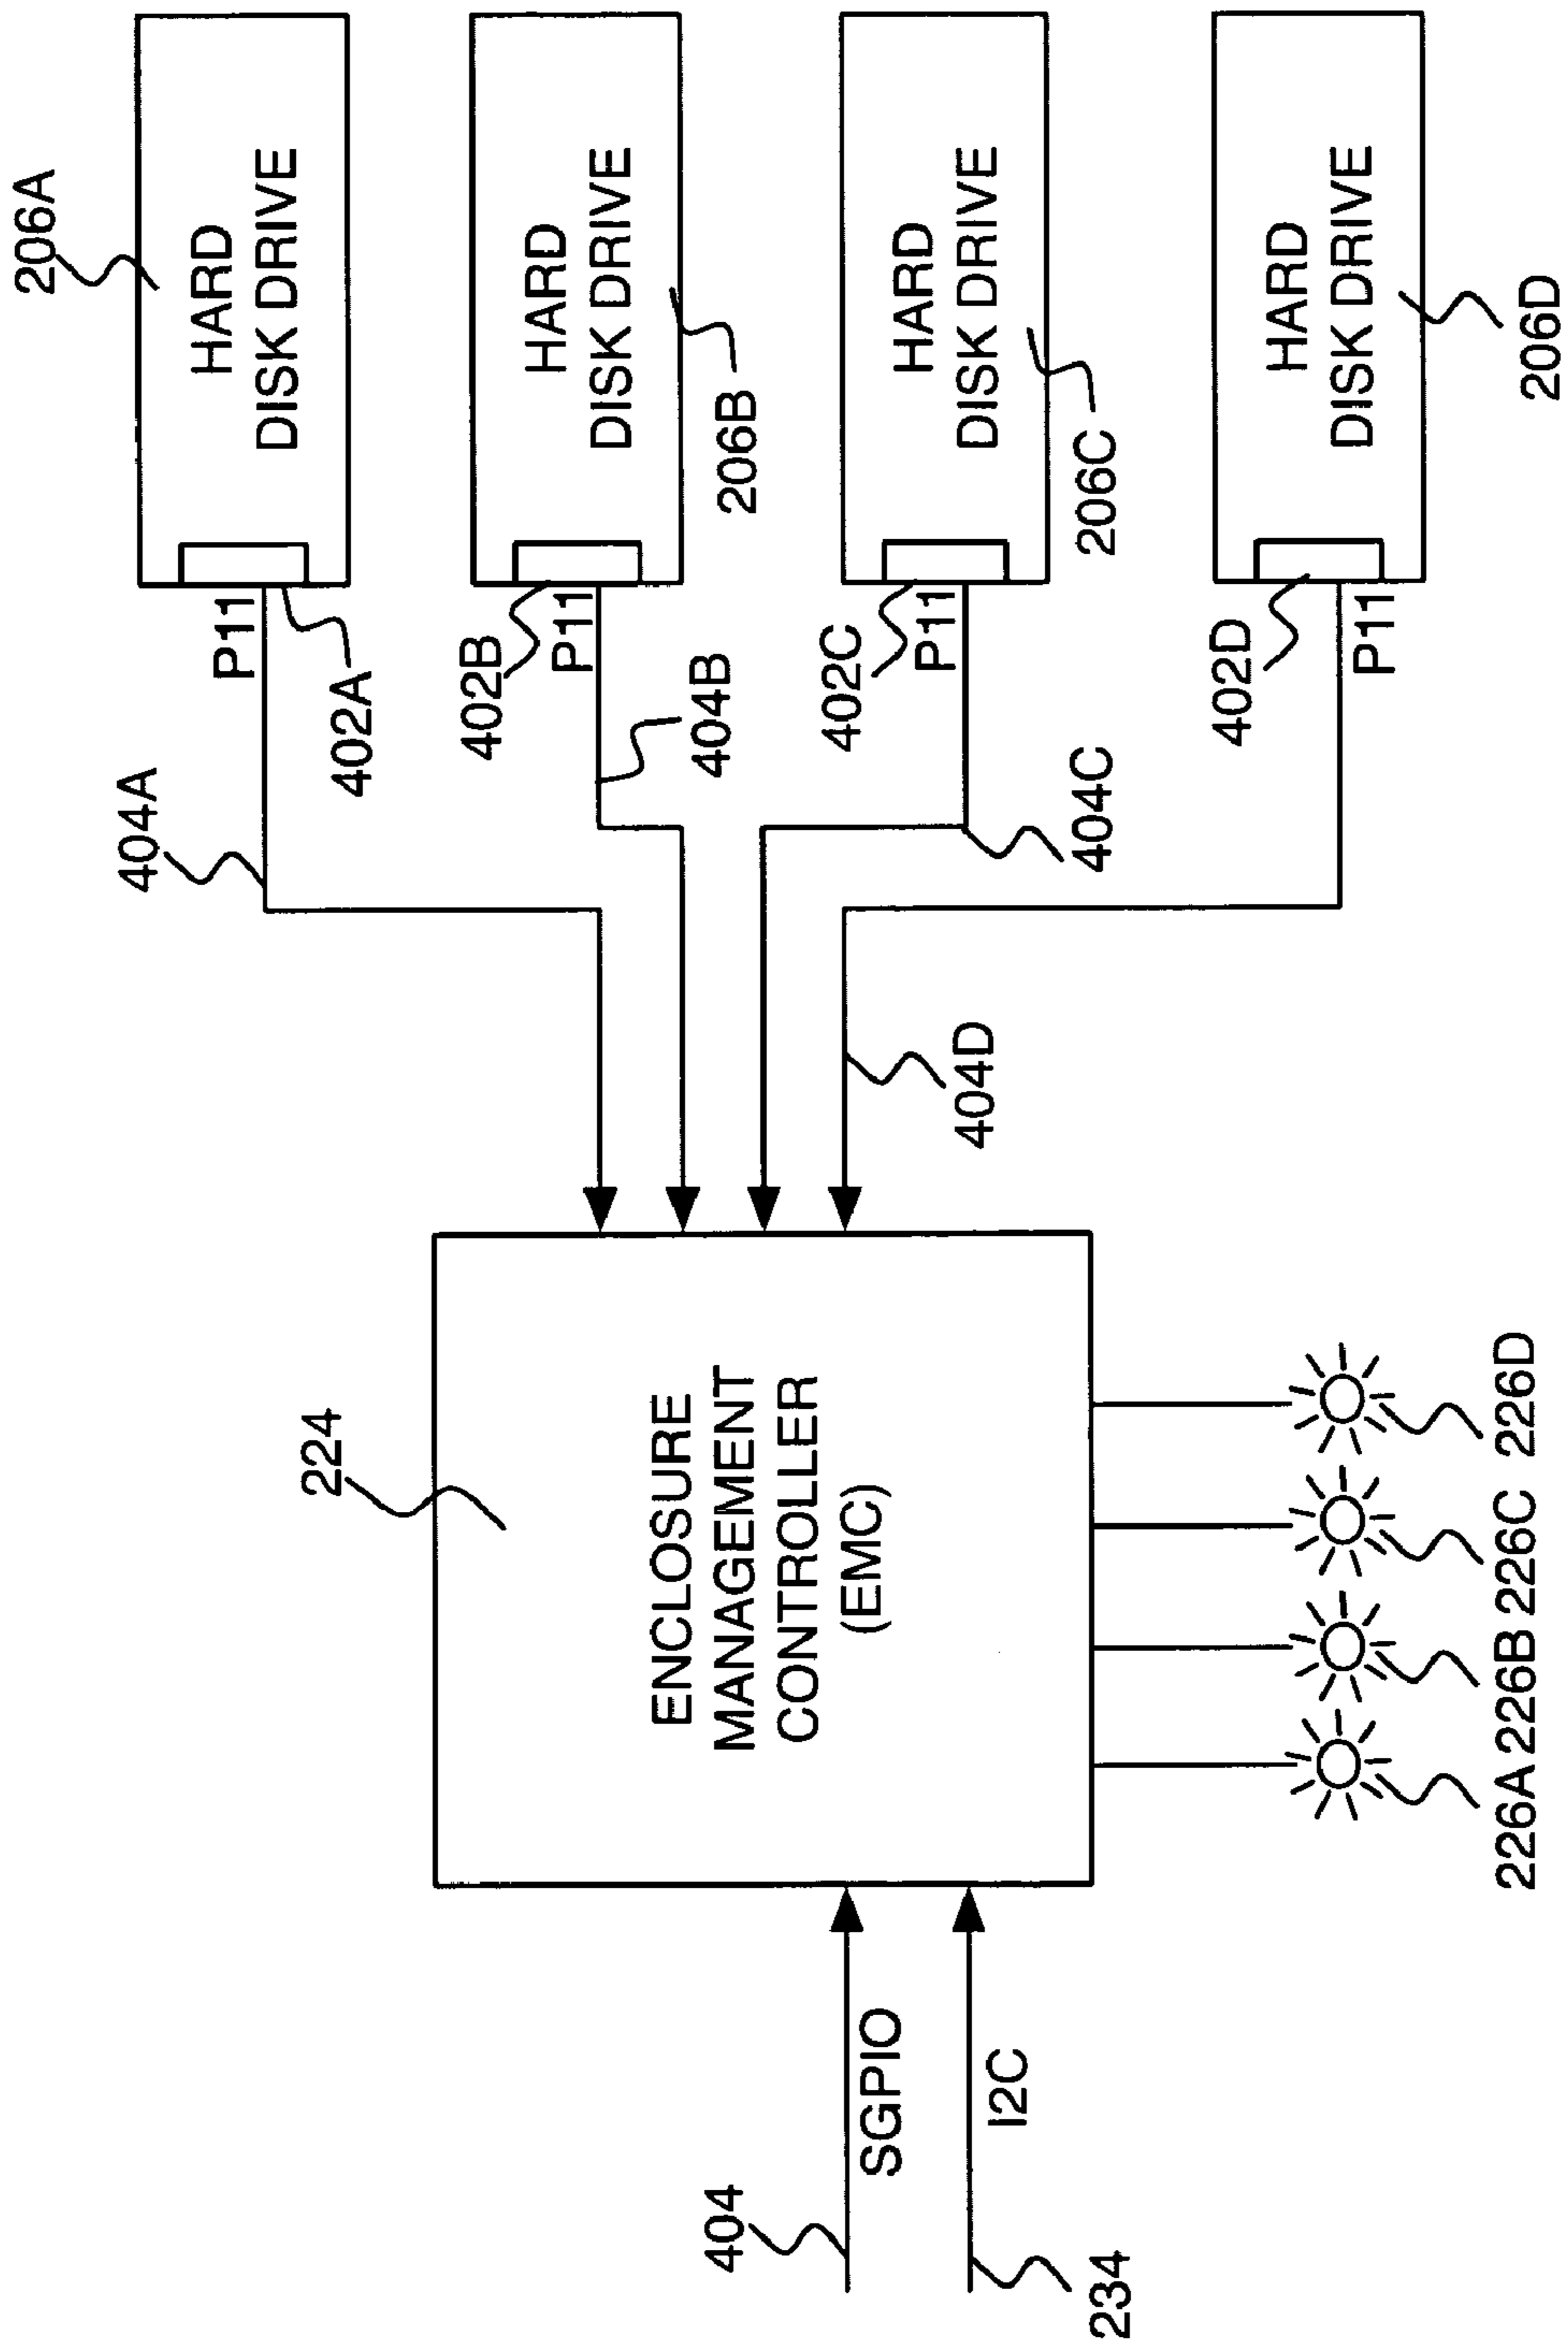 206A
HARD
DISK DRIVE
P11
402A
404A
HARD
DISK DRIVE
206B
402B
P11
404B
HARD
DISK DRIVE
206C
402C
P11
404C
HARD
DISK DRIVE
206D
402D
P11
404D
224
ENCLOSURE
MANAGEMENT
CONTROLLER
(EMC)
226A
226B
226C
226D
404
SGPIO
I2C
234